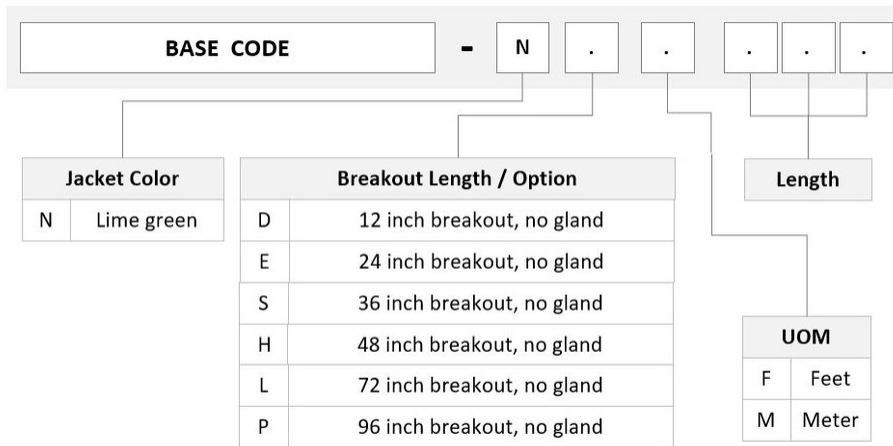 BASE CODE - N . . . . .
Jacket Color
N Lime green
Breakout Length / Option
D 12 inch breakout, no gland
E 24 inch breakout, no gland
S 36 inch breakout, no gland
H 48 inch breakout, no gland
L 72 inch breakout, no gland
P 96 inch breakout, no gland
Length
UOM
F Feet
M Meter